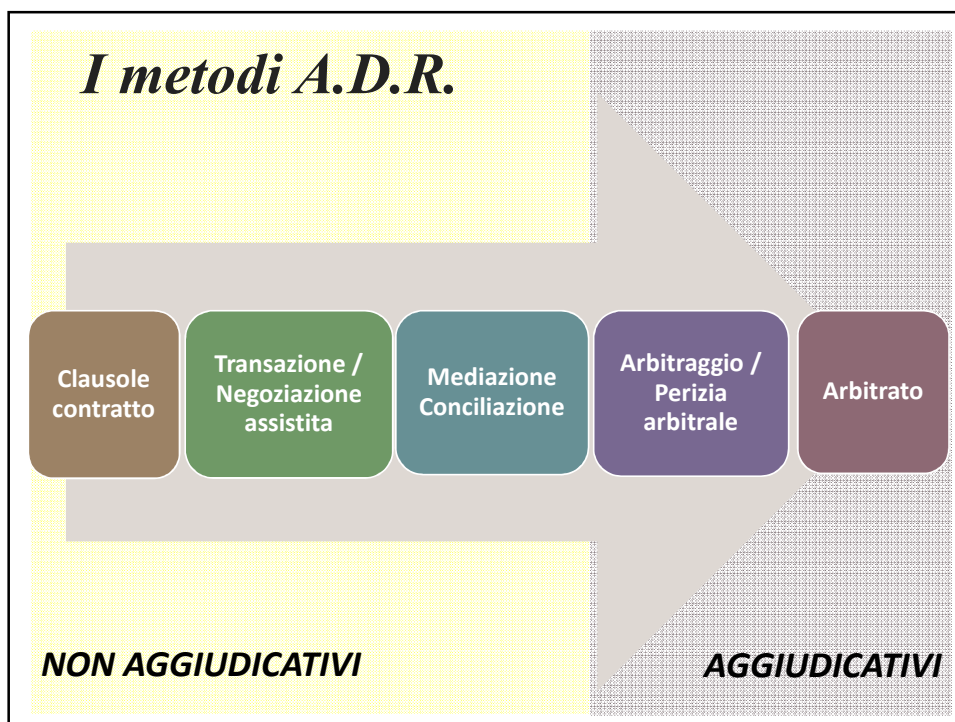 I metodi A.D.R.
Clausole
contratto
Transazione /
Negoziazione
assistita
Mediazione
Conciliazione
Arbitraggio /
Perizia
arbitrale
Arbitrato
NON AGGIUDICATIVI
AGGIUDICATIVI